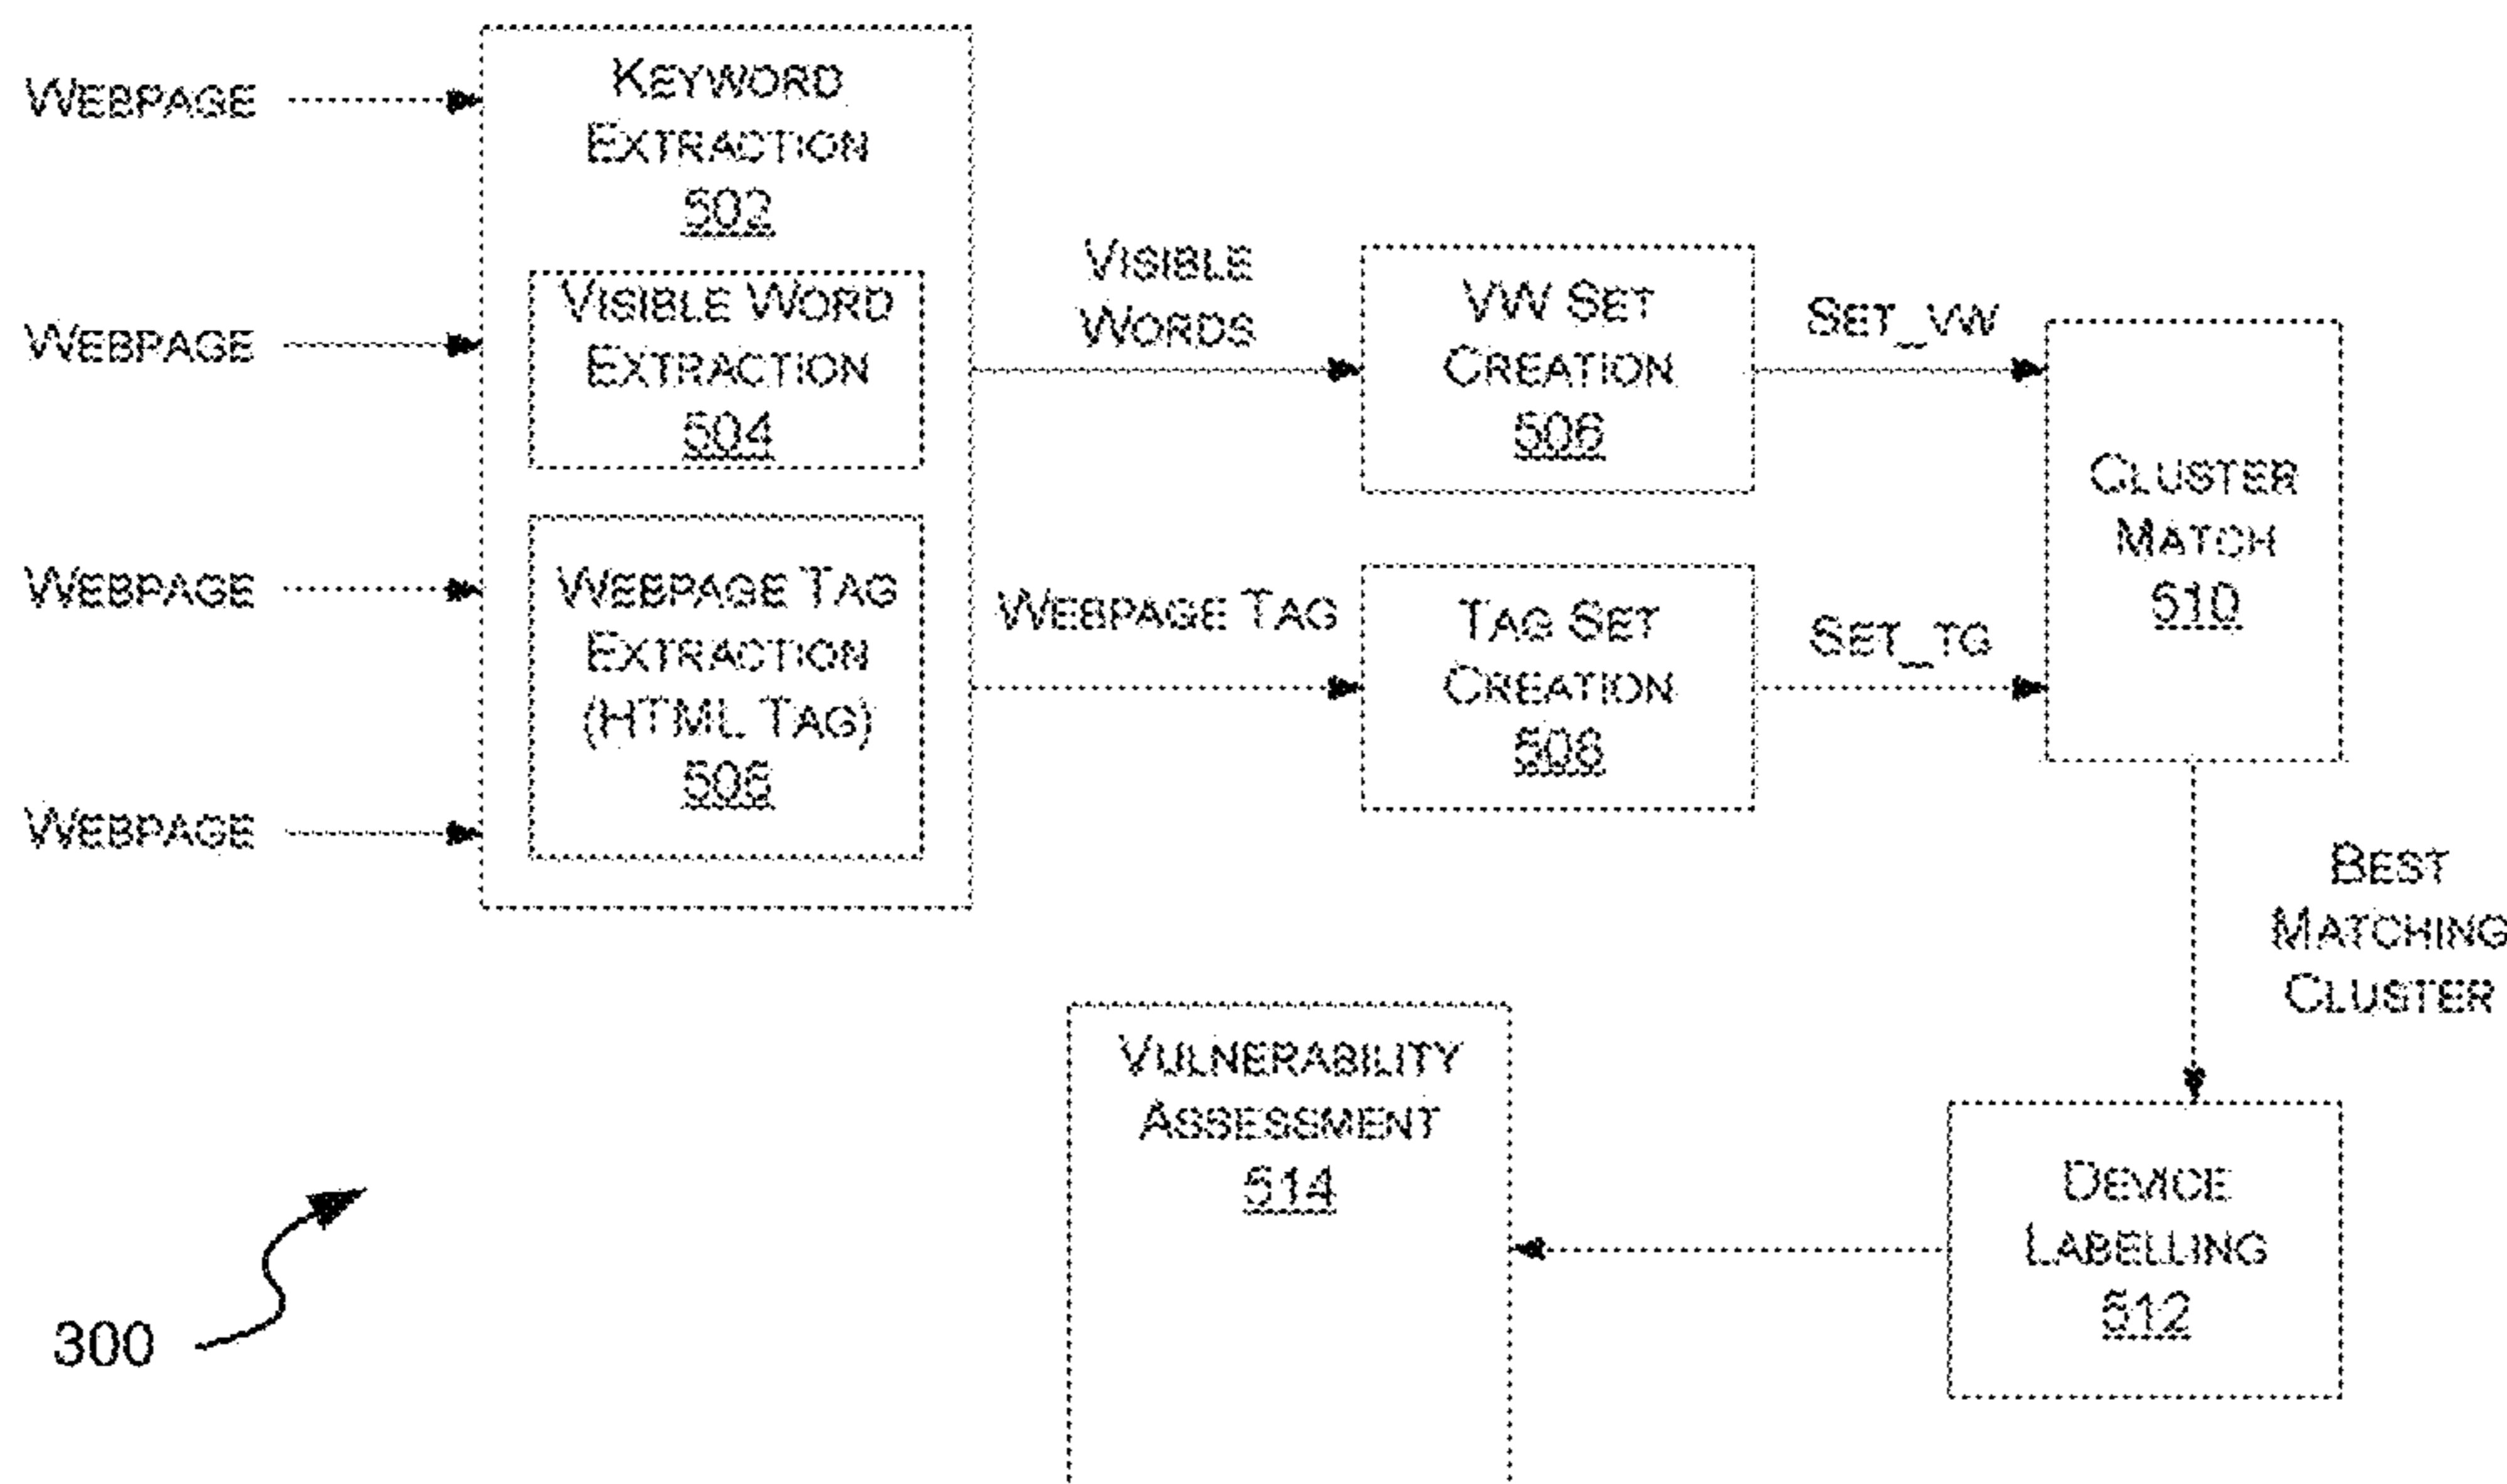 WEBPAGE
WEBPAGE
WEBPAGE
WEBPAGE
KEYWORD
EXTRACTION
502
VISIBLE WORD
EXTRACTION
504
WEBPAGE TAG
EXTRACTION
(HTML TAG)
VISIBLE
WORDS
WEBPAGE TAG
VW SET
CREATION
506
TAG SET
CREATION
508
SET_VW
SET_TG
CLUSTER
MATCH
510
BEST
MATCHING
CLUSTER
DEVICE
LABELLING
512
VULNERABILITY
ASSESSMENT
514
300